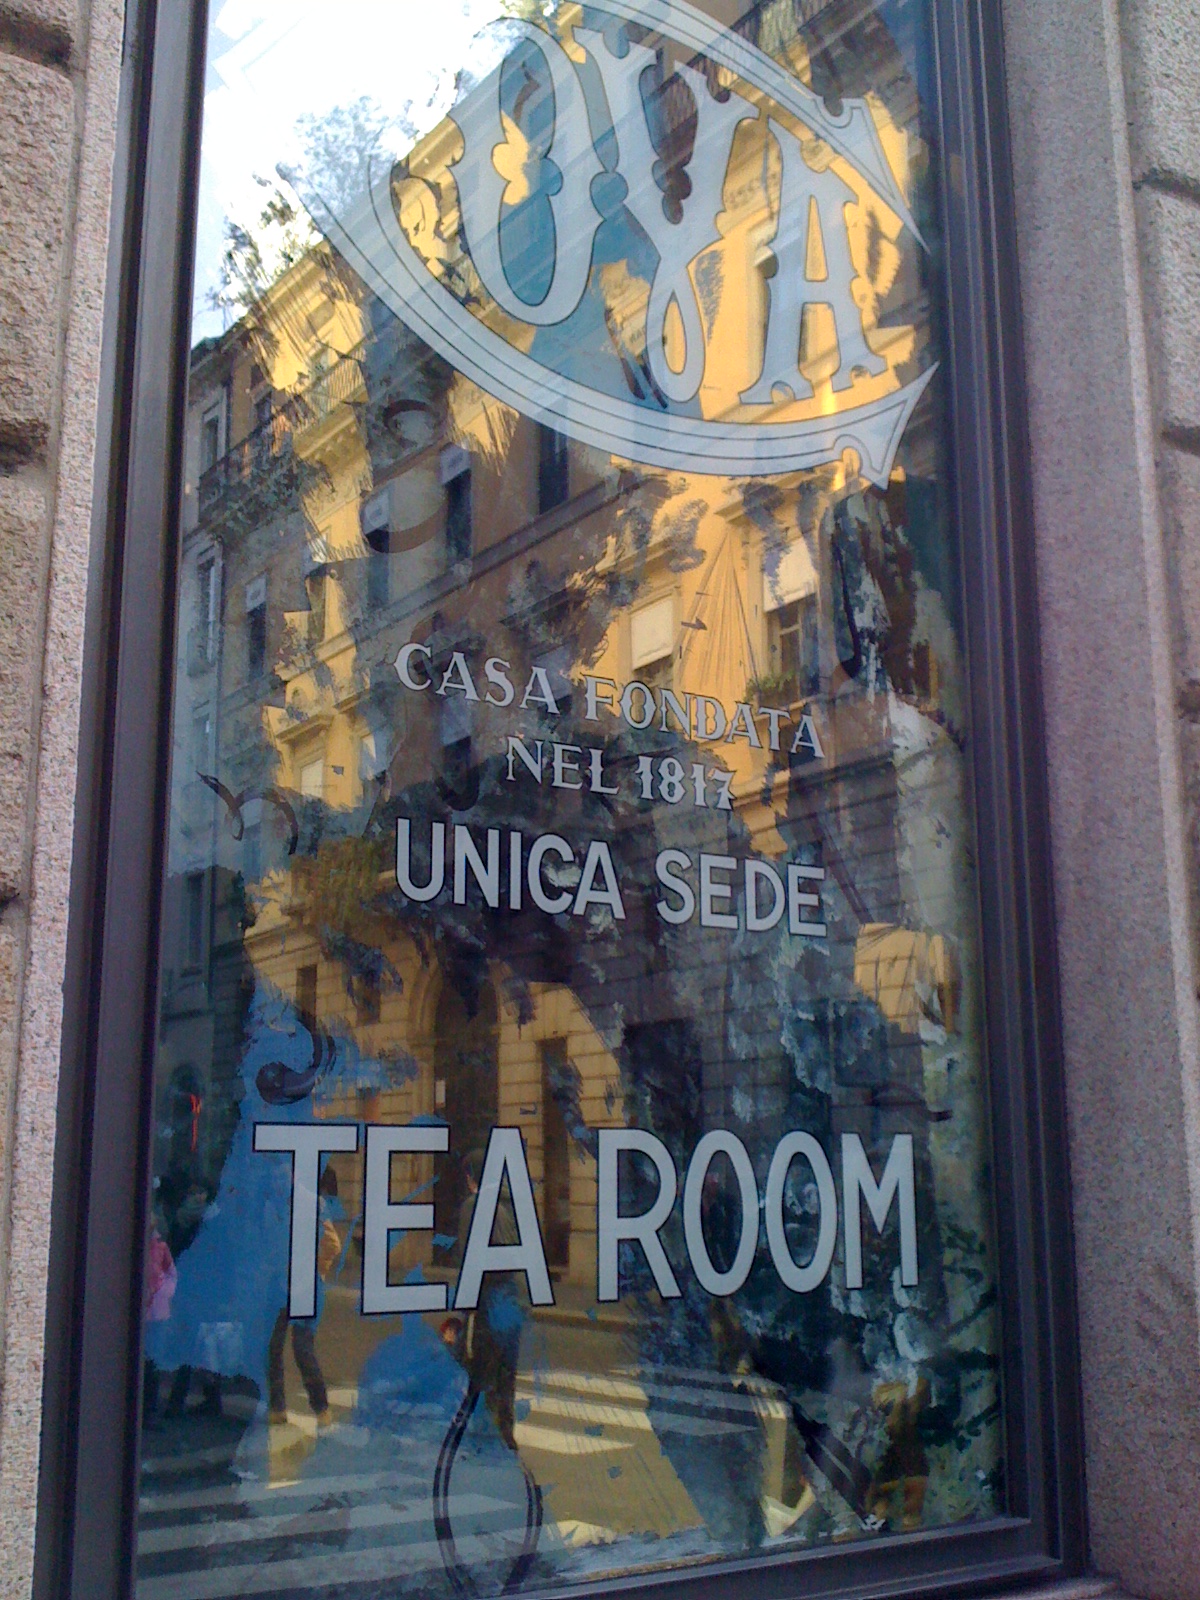 OVA
CASA FONDATA
NEL 1817
UNICA SEDE
TEA ROOM